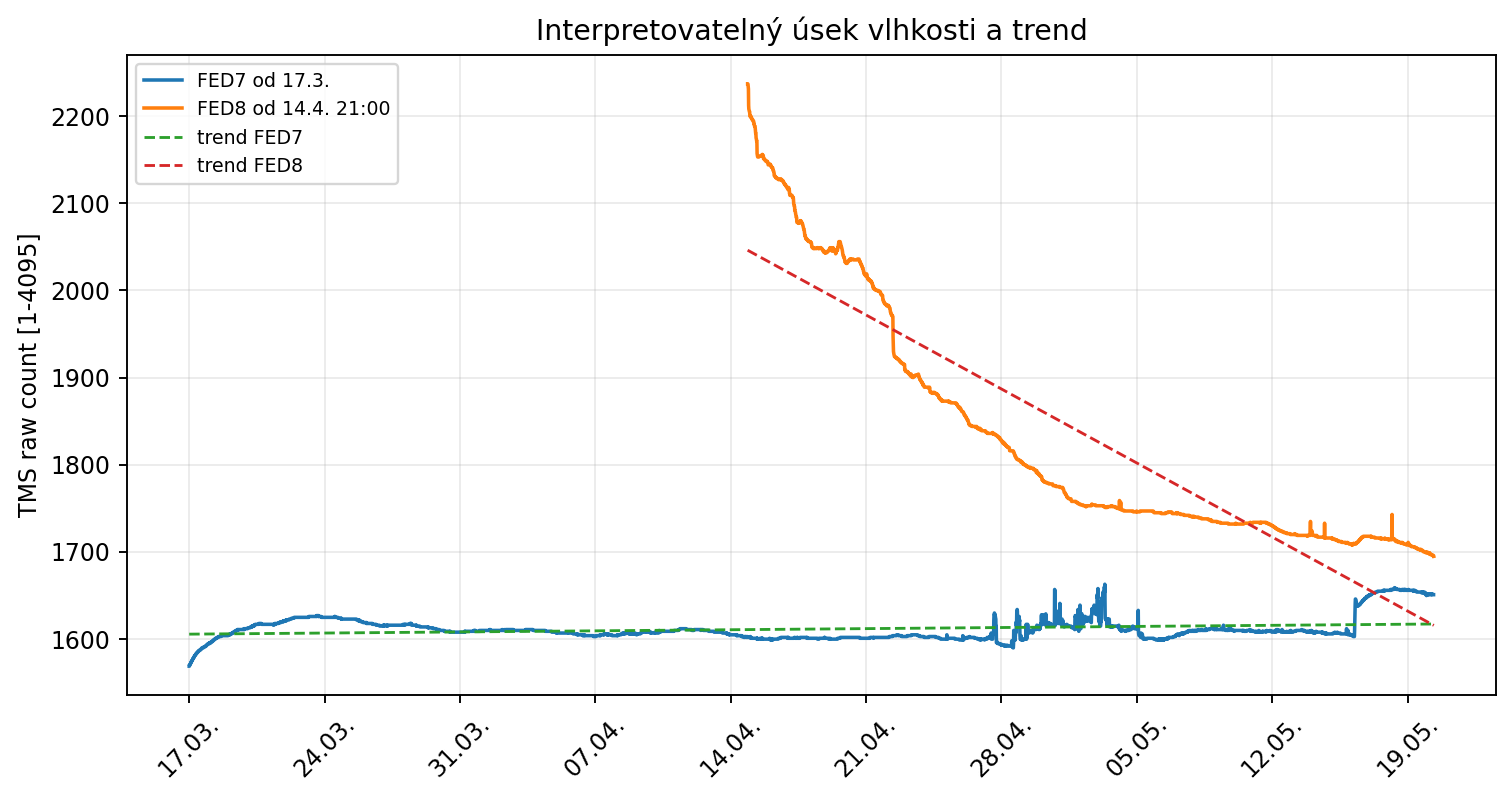 Interpretovatelný úsek vlhkosti a trend
FED7 od 17.3.
FED8 od 14.4. 21:00
trend FED7
trend FED8
TMS raw count [1-4095]
2200
2100
2000
1900
1800
1700
1600
17.03.
24.03.
31.03.
07.04.
14.04.
21.04.
28.04.
05.05.
12.05.
19.05.